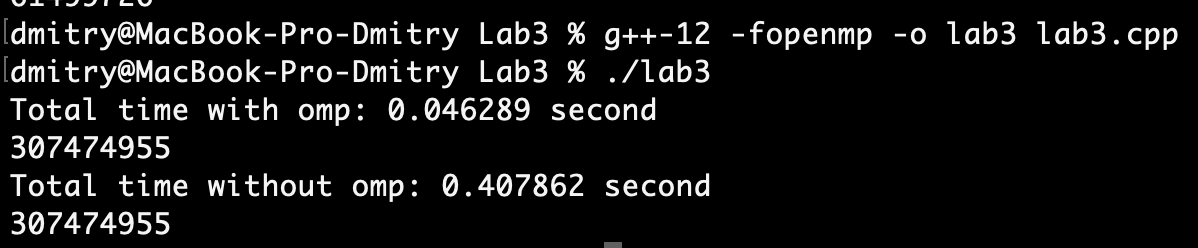 [dmitry@MacBook-Pro-Dmitry Lab3 % g++-12 -fopenmp -o lab3 lab3.cpp
[dmitry@MacBook-Pro-Dmitry Lab3 % ./lab3
Total time with omp: 0.046289 second
307474955
Total time without omp: 0.407862 second
307474955